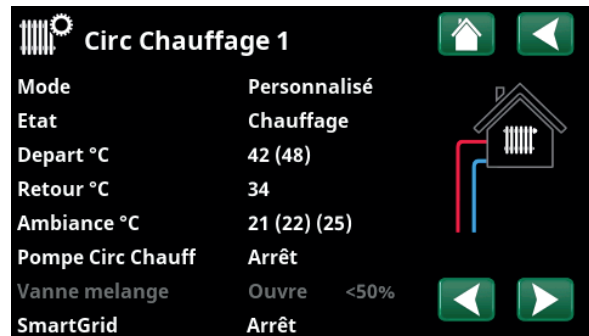 Circ Chauffage 1
Mode Personnalisé
Etat Chauffage
Depart °C 42 (48)
Retour °C 34
Ambiance °C 21 (22) (25)
Pompe Circ Chauff Arrêt
Vanne melange Ouvre <50%
SmartGrid Arrêt